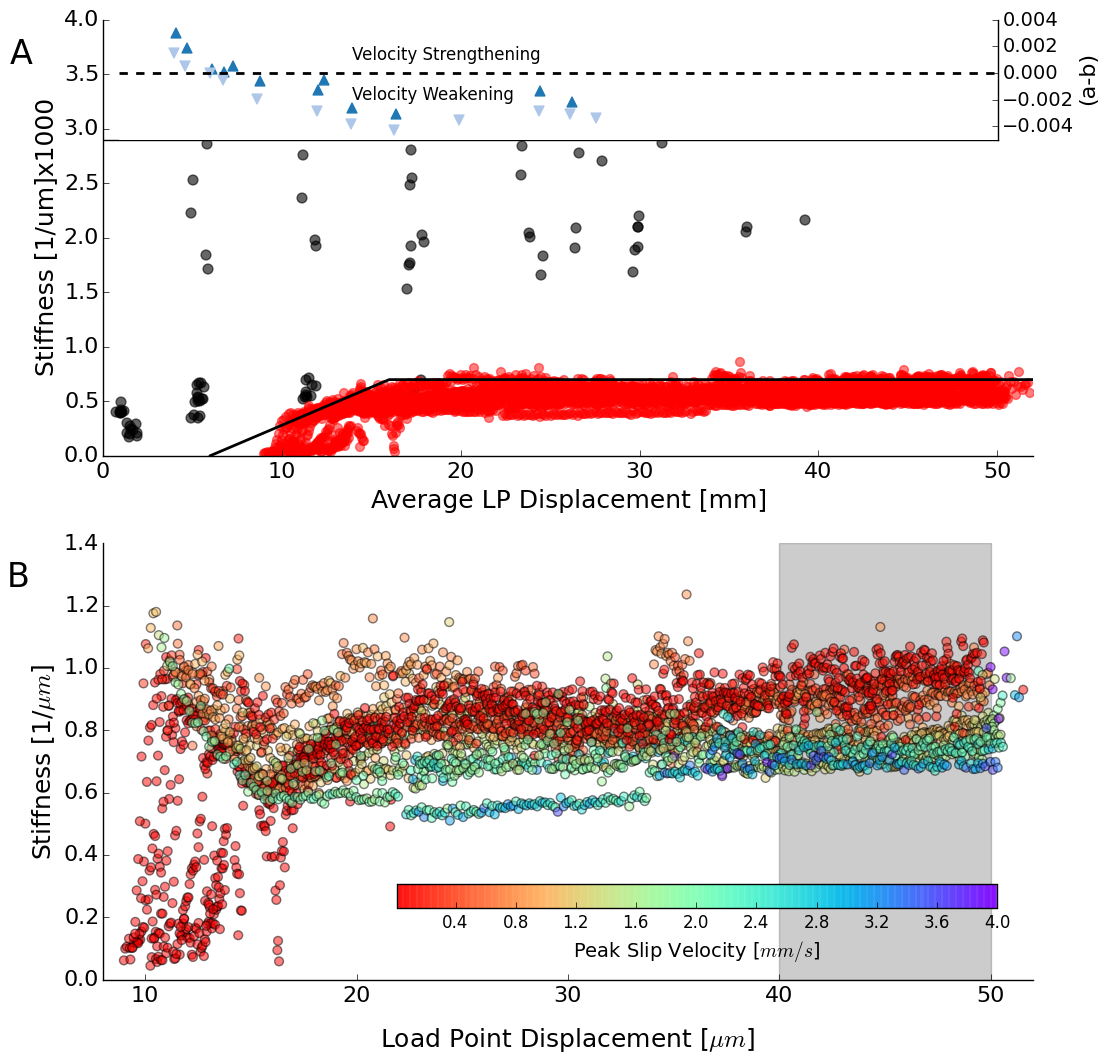 A
4.0
3.5
3.0
2.5
2.0
1.5
1.0
0.5
0.0
Stiffness [1/um]x1000
Velocity Strengthening
Velocity Weakening
0.004
0.002
0.000
−0.002
−0.004
(a-b)
0 10 20 30 40 50
Average LP Displacement [mm]
B
1.4
1.2
1.0
0.8
0.6
0.4
0.2
0.0
Stiffness [1/μm]
0.4 0.8 1.2 1.6 2.0 2.4 2.8 3.2 3.6 4.0
Peak Slip Velocity [mm/s]
10 20 30 40 50
Load Point Displacement [μm]